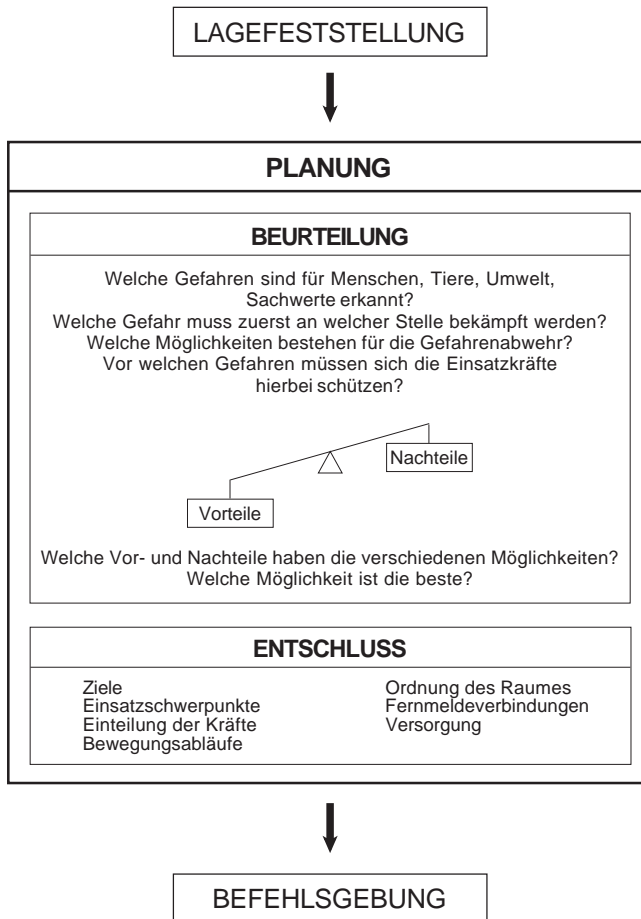 LAGEFESTSTELLUNG
PLANUNG
BEURTEILUNG
Welche Gefahren sind für Menschen, Tiere, Umwelt,
Sachwerte erkannt?
Welche Gefahr muss zuerst an welcher Stelle bekämpft werden?
Welche Möglichkeiten bestehen für die Gefahrenabwehr?
Vor welchen Gefahren müssen sich die Einsatzkräfte
hierbei schützen?
Nachteile
Vorteile
Welche Vor- und Nachteile haben die verschiedenen Möglichkeiten?
Welche Möglichkeit ist die beste?
ENTSCHLUSS
Ziele
Einsatzschwerpunkte
Einteilung der Kräfte
Bewegungsabläufe
Ordnung des Raumes
Fernmeldeverbindungen
Versorgung
BEFEHLSGEBUNG